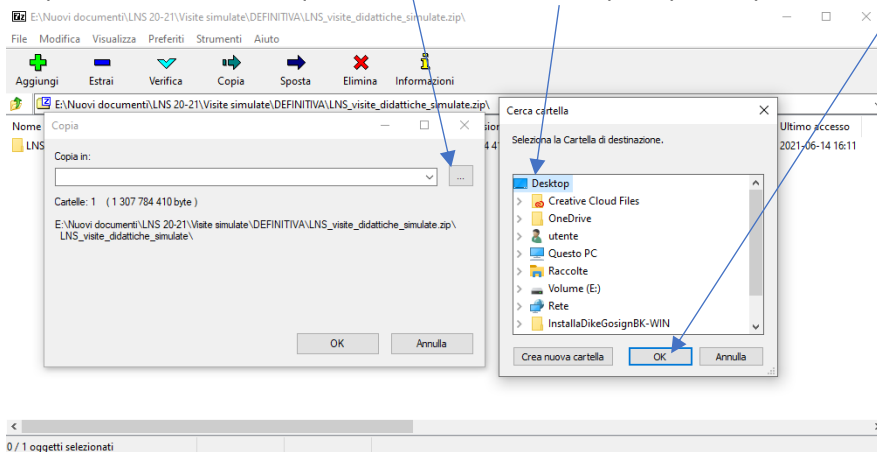 E:\Nuovi documenti\LNS 20-21\Visite simulate\DEFINITIVA\LNS_visite_didattiche_simulate.zip\
File Modifica Visualizza Preferiti Strumenti Aiuto
Aggiungi Estrai Verifica Copia Sposta Elimina Informazioni
E:\Nuovi documenti\LNS 20-21\Visite simulate\DEFINITIVA\LNS_visite_didattiche_simulate.zip\
Nome
Ultimo accesso
LNS
2021-06-14 16:11
Copia
Copia in:
...
Cartelle: 1 ( 1 307 784 410 byte )
E:\Nuovi documenti\LNS 20-21\Visite simulate\DEFINITIVA\LNS_visite_didattiche_simulate.zip\
LNS_visite_didattiche_simulate\
OK Annulla
Cerca cartella
Seleziona la Cartella di destinazione.
Desktop
Creative Cloud Files
OneDrive
utente
Questo PC
Raccolte
Volume (E:)
Rete
InstallaDikeGosignBK-WIN
Crea nuova cartella OK Annulla
0 / 1 oggetti selezionati